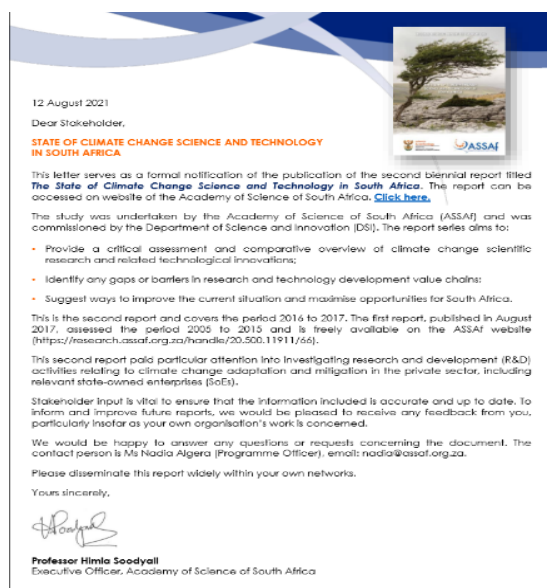 ASSAf
12 August 2021
Dear Stakeholder,
STATE OF CLIMATE CHANGE SCIENCE AND TECHNOLOGY
IN SOUTH AFRICA
This letter serves as a formal notification of the publication of the second biennial report titled
The State of Climate Change Science and Technology in South Africa. The report can be
accessed on website of the Academy of Science of South Africa. Click here.
The study was undertaken by the Academy of Science of South Africa (ASSAf) and was
commissioned by the Department of Science and Innovation (DSI). The report series aims to:
• Provide a critical assessment and comparative overview of climate change scientific
research and related technological innovations;
• Identify any gaps or barriers in research and technology development value chains;
• Suggest ways to improve the current situation and maximise opportunities for South Africa.
This is the second report and covers the period 2016 to 2017. The first report, published in August
2017, assessed the period 2005 to 2015 and is freely available on the ASSAf website
(https://research.assaf.org.za/handle/20.500.11911/66).
This second report paid particular attention into investigating research and development (R&D)
activities relating to climate change adaptation and mitigation in the private sector, including
relevant state-owned enterprises (SoEs).
Stakeholder input is vital to ensure that the information included is accurate and up to date. To
inform and improve future reports, we would be pleased to receive any feedback from you,
particularly insofar as your own organisation's work is concerned.
We would be happy to answer any questions or requests concerning the document. The
contact person is Ms Nadia Algera (Programme Officer), email: nadia@assaf.org.za.
Please disseminate this report widely within your own networks.
Yours sincerely,
Professor Himla Soodyall
Executive Officer, Academy of Science of South Africa